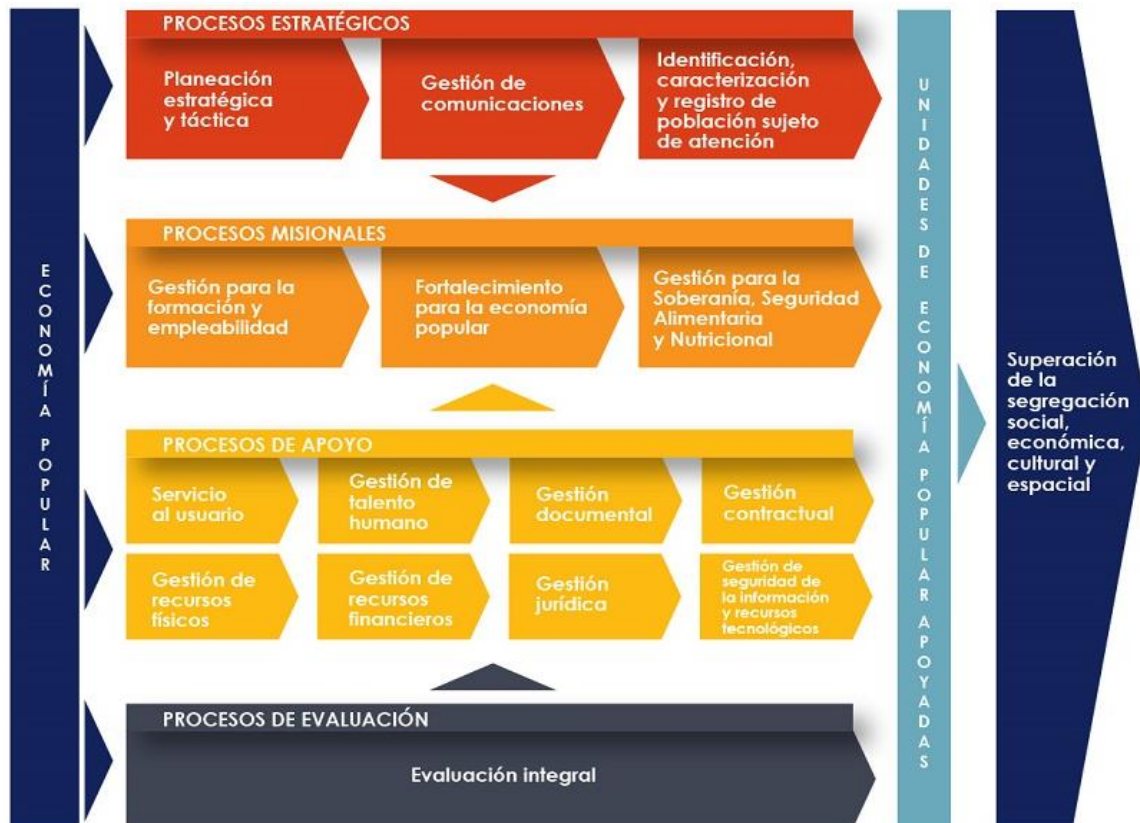 ECONOMÍA POPULAR
PROCESOS ESTRATÉGICOS
Planeación
estratégica
y táctica
Gestión de
comunicaciones
Identificación,
caracterización
y registro de
población sujeto
de atención
PROCESOS MISIONALES
Gestión para la
formación y
empleabilidad
Fortalecimiento
para la economía
popular
Gestión para la
Soberanía, Seguridad
Alimentaria
y Nutricional
PROCESOS DE APOYO
Servicio
al usuario
Gestión de
talento
humano
Gestión
documental
Gestión
contractual
Gestión de
recursos
físicos
Gestión de
recursos
financieros
Gestión
jurídica
Gestión de
seguridad de
la información
y recursos
tecnológicos
PROCESOS DE EVALUACIÓN
Evaluación integral
UNIDADES DE ECONOMÍA POPULAR APOYADAS
Superación
de la
segregación
social,
económica,
cultural y
espacial